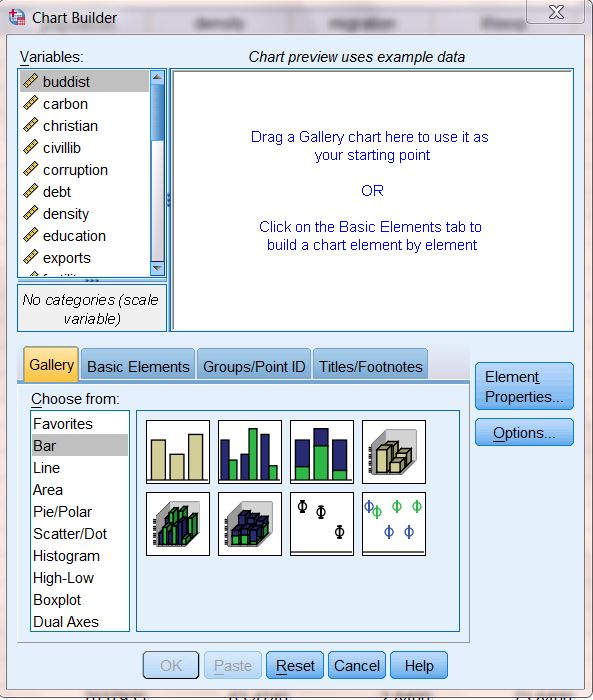 density
migration
Chart Builder
Variables:
Chart preview uses example data
buddist
carbon
christian
civillib
corruption
debt
density
education
exports
No categories (scale
variable)
Drag a Gallery chart here to use it as
your starting point
OR
Click on the Basic Elements tab to
build a chart element by element
Gallery
Basic Elements
Groups/Point ID
Titles/Footnotes
Choose from:
Favorites
Bar
Line
Area
Pie/Polar
Scatter/Dot
Histogram
High-Low
Boxplot
Dual Axes
Element
Properties...
Options...
OK
Paste
Reset
Cancel
Help